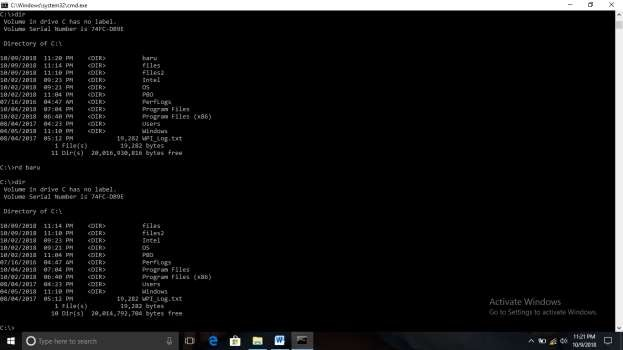 C:\Windows\system32\cmd.exe
C:\>dir
Volume in drive C has no label.
Volume Serial Number is 74FC-DB9E
Directory of C:\
10/09/2018 11:20 PM <DIR> baru
10/09/2018 11:14 PM <DIR> files
10/09/2018 11:10 PM <DIR> files2
10/02/2018 09:23 PM <DIR> Intel
10/02/2018 09:21 PM <DIR> OS
10/02/2018 11:04 PM <DIR> PBD
07/16/2016 04:47 AM <DIR> PerfLogs
10/04/2018 07:04 PM <DIR> Program Files
10/02/2018 06:40 PM <DIR> Program Files (x86)
08/04/2017 04:23 PM <DIR> Users
04/05/2018 11:10 PM <DIR> Windows
08/04/2017 05:12 PM 19,282 WPI_Log.txt
1 File(s) 19,282 bytes
11 Dir(s) 20,016,930,816 bytes free
C:\>rd baru
C:\>dir
Volume in drive C has no label.
Volume Serial Number is 74FC-DB9E
Directory of C:\
10/09/2018 11:14 PM <DIR> files
10/09/2018 11:10 PM <DIR> files2
10/02/2018 09:23 PM <DIR> Intel
10/02/2018 09:21 PM <DIR> OS
10/02/2018 11:04 PM <DIR> PBD
07/16/2016 04:47 AM <DIR> PerfLogs
10/04/2018 07:04 PM <DIR> Program Files
10/02/2018 06:40 PM <DIR> Program Files (x86)
08/04/2017 04:23 PM <DIR> Users
04/05/2018 11:10 PM <DIR> Windows
08/04/2017 05:12 PM 19,282 WPI_Log.txt
1 File(s) 19,282 bytes
10 Dir(s) 20,014,792,704 bytes free
C:\>
Activate Windows
Go to Settings to activate Windows.
Type here to search
11:21 PM
10/9/2018